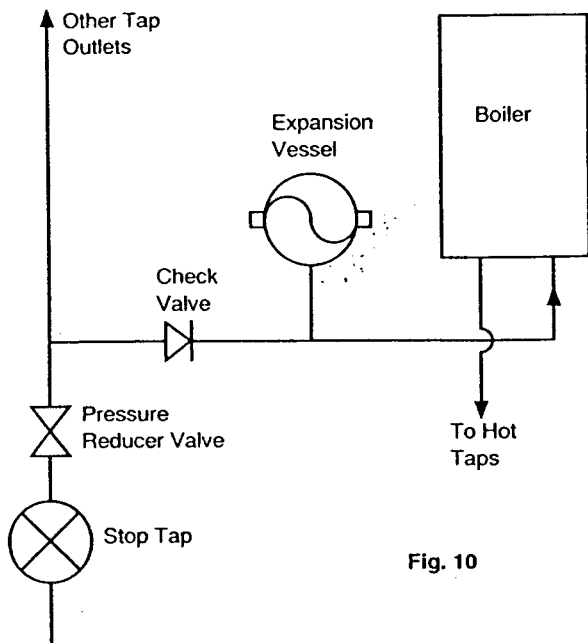 Other Tap
Outlets
Boiler
Expansion
Vessel
Check
Valve
Pressure
Reducer Valve
To Hot
Taps
Stop Tap
Fig. 10